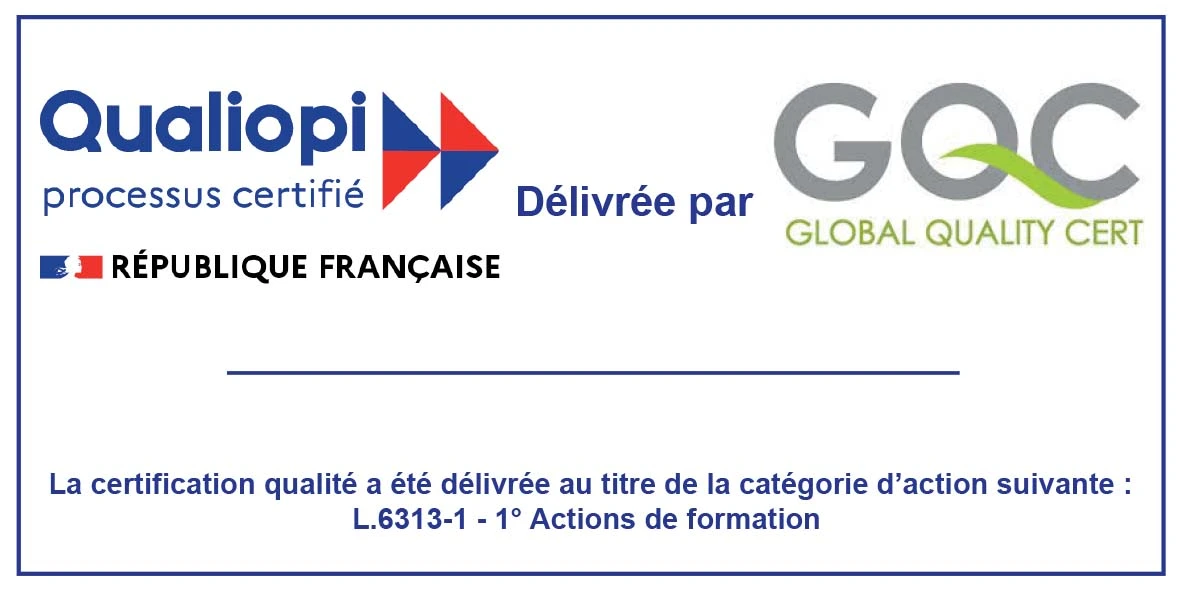 Qualiopi
processus certifié
RÉPUBLIQUE FRANÇAISE
Délivrée par
GQC
GLOBAL QUALITY CERT
La certification qualité a été délivrée au titre de la catégorie d’action suivante :
L.6313-1 - 1° Actions de formation